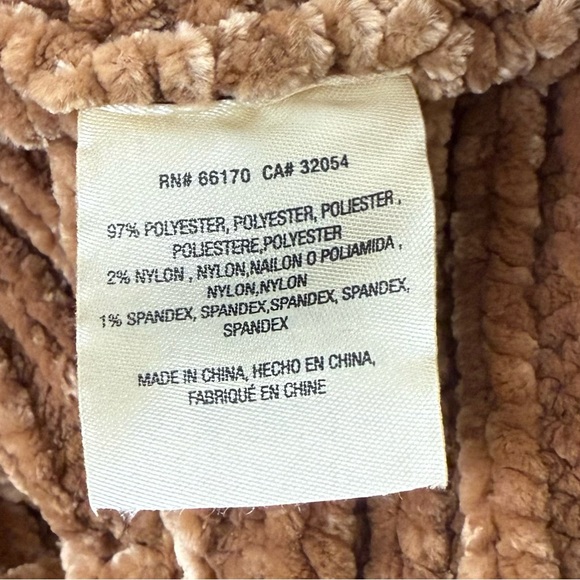 RN# 66170 CA# 32054
97% POLYESTER, POLYESTER, POLIESTER ,
POLIESTERE,POLYESTER
2% NYLON , NYLON,NAILON O POLIAMIDA ,
NYLON,NYLON
1% SPANDEX, SPANDEX,SPANDEX, SPANDEX,
SPANDEX
MADE IN CHINA, HECHO EN CHINA,
FABRIQUÉ EN CHINE